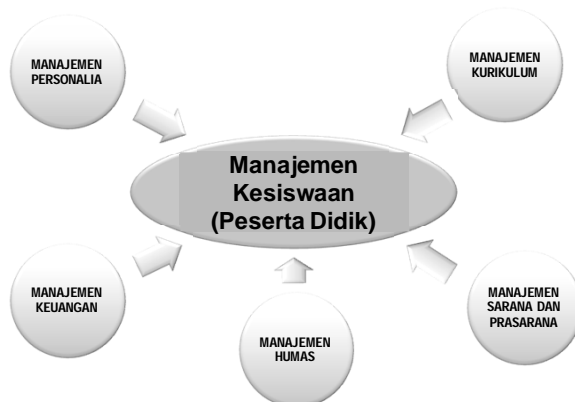 MANAJEMEN
PERSONALIA
MANAJEMEN
KURIKULUM
Manajemen
Kesiswaan
(Peserta Didik)
MANAJEMEN
KEUANGAN
MANAJEMEN
HUMAS
MANAJEMEN
SARANA DAN
PRASARANA